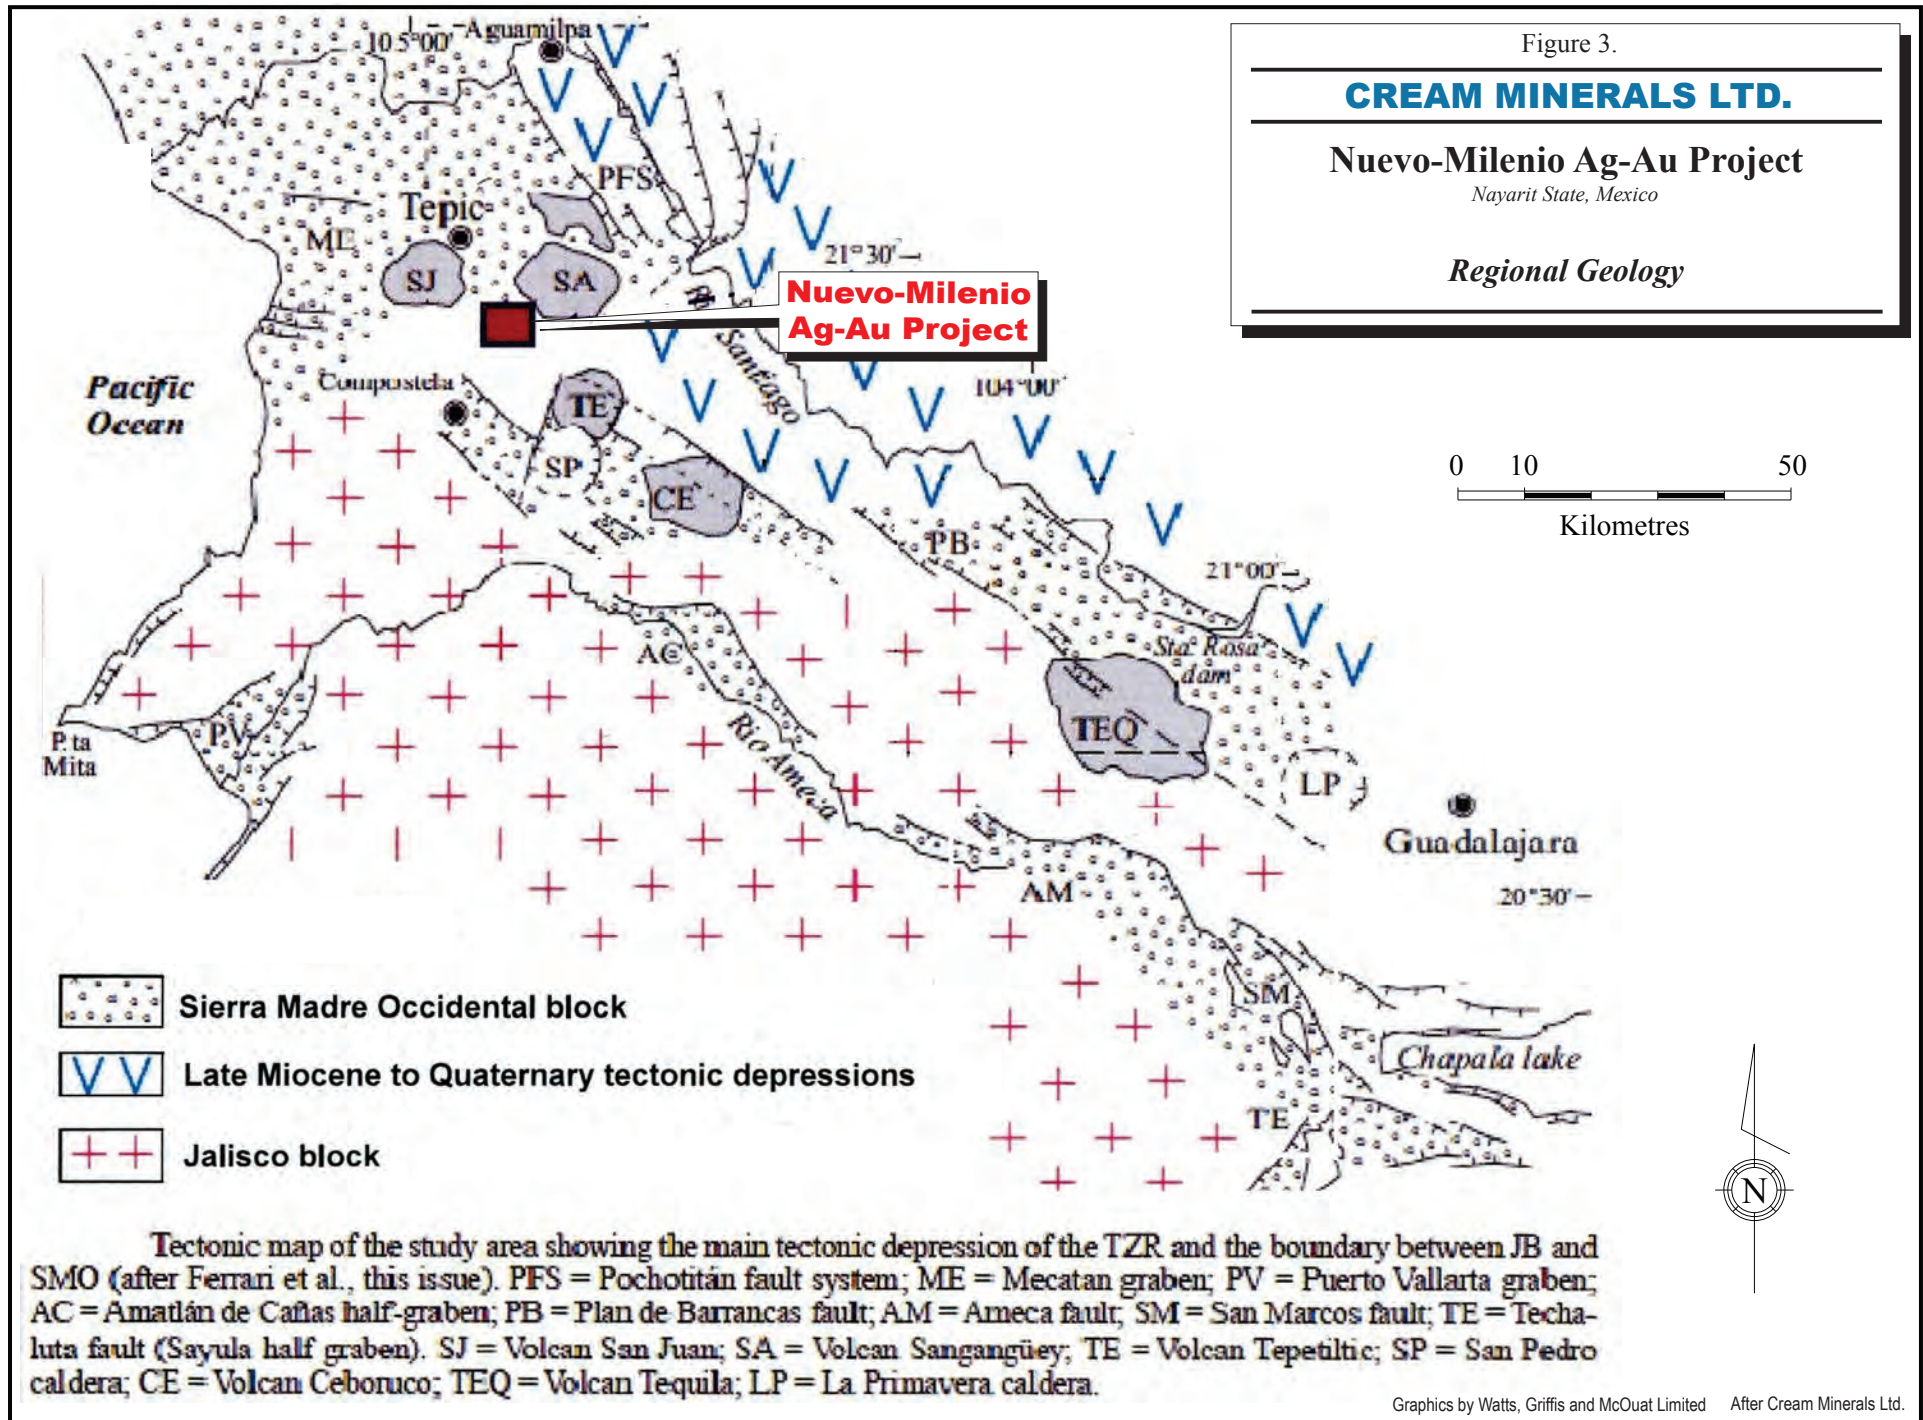 Figure 3.
CREAM MINERALS LTD.
Nuevo-Milenio Ag-Au Project
Nayarit State, Mexico
Regional Geology
105°00'
Aguamilpa
PFS
Tepic
ME
SJ
SA
21°30'
Nuevo-Milenio
Ag-Au Project
Santiago
Pacific
Ocean
Compostela
TE
104°00'
SP
CE
0 10 50
Kilometres
PB
21°00'
AC
Sta. Rosa
dam
PV
P.ta
Mita
Rio Ameca
TEQ
LP
Guadalajara
AM
20°30'
SM
Chapala lake
TE
Sierra Madre Occidental block
V V Late Miocene to Quaternary tectonic depressions
Jalisco block
N
Tectonic map of the study area showing the main tectonic depression of the TZR and the boundary between JB and
SMO (after Ferrari et al., this issue). PFS = Pochotitán fault system; ME = Mecatan graben; PV = Puerto Vallarta graben;
AC = Amatlán de Cañas half-graben; PB = Plan de Barrancas fault; AM = Ameca fault; SM = San Marcos fault; TE = Techa-
luta fault (Sayula half graben). SJ = Volcan San Juan; SA = Volcan Sangangüey; TE = Volcan Tepetiltic; SP = San Pedro
caldera; CE = Volcan Ceboruco; TEQ = Volcan Tequila; LP = La Primavera caldera.
Graphics by Watts, Griffis and McOuat Limited After Cream Minerals Ltd.